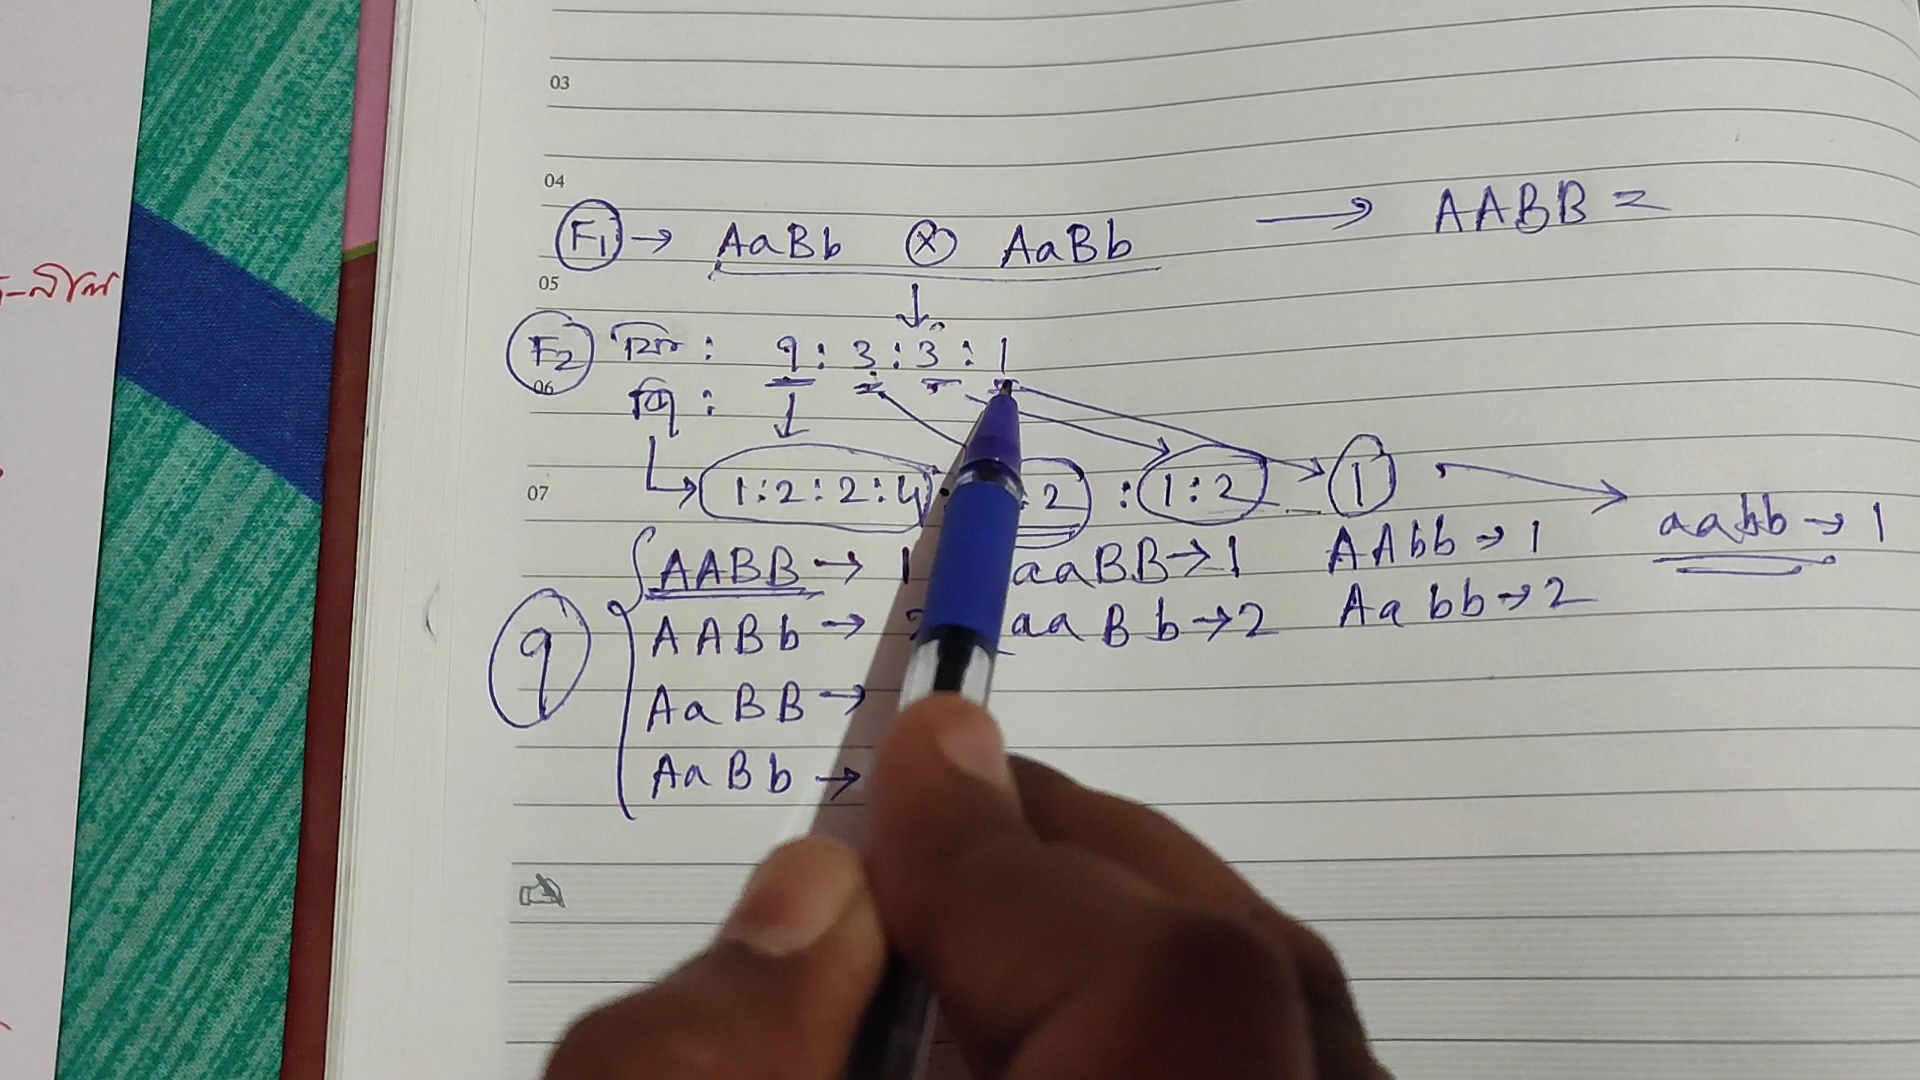 03
04
F1 → AaBb ⊗ AaBb → AABB =
05
F2 : 9 : 3 : 3 : 1
06
:
07 → 1:2:2:4 : 2 : 1:2 1
AABB → 1 aaBB→1 AAbb→1 aabb→1
9 AABb → aaBb→2 Aabb→2
AaBB →
AaBb →